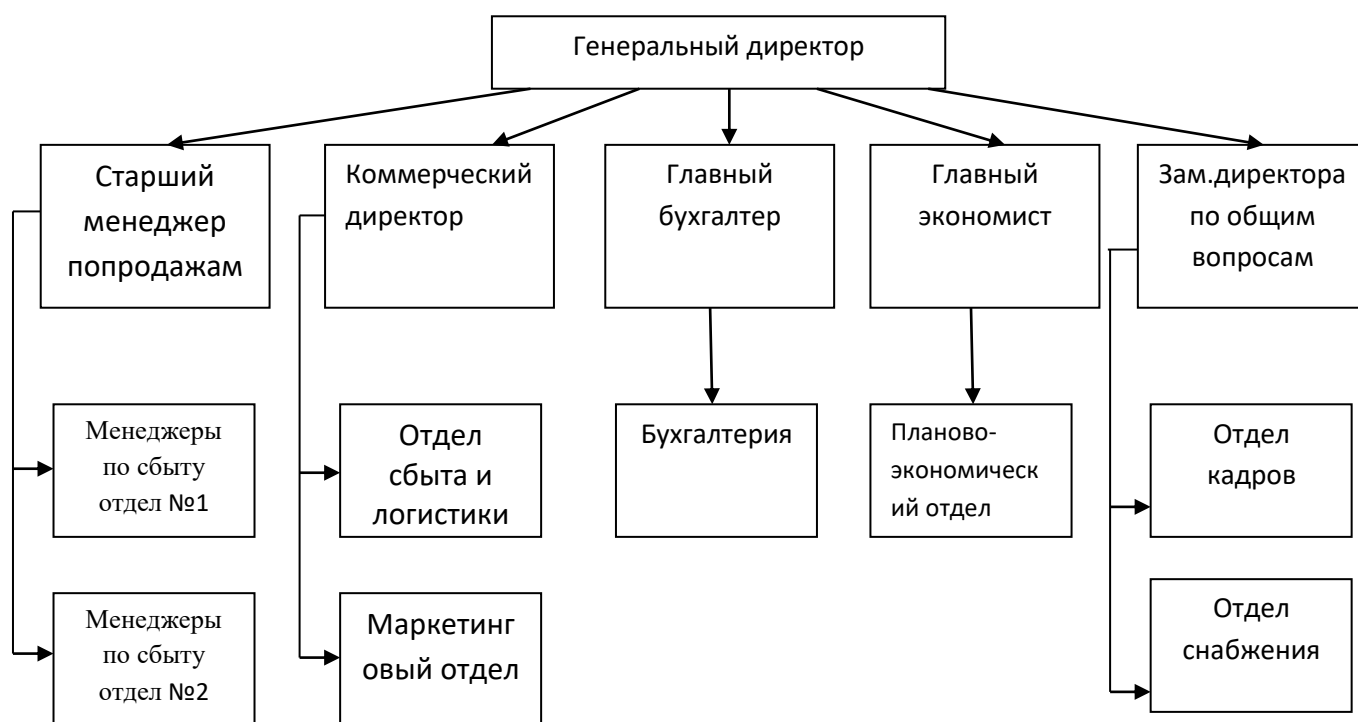 Генеральный директор
Старший
менеджер
попродажам
Коммерческий
директор
Главный
бухгалтер
Главный
экономист
Зам.директора
по общим
вопросам
Менеджеры
по сбыту
отдел №1
Отдел
сбыта и
логистики
Бухгалтерия
Планово-
экономическ
ий отдел
Отдел
кадров
Менеджеры
по сбыту
отдел №2
Маркетинг
овый отдел
Отдел
снабжения